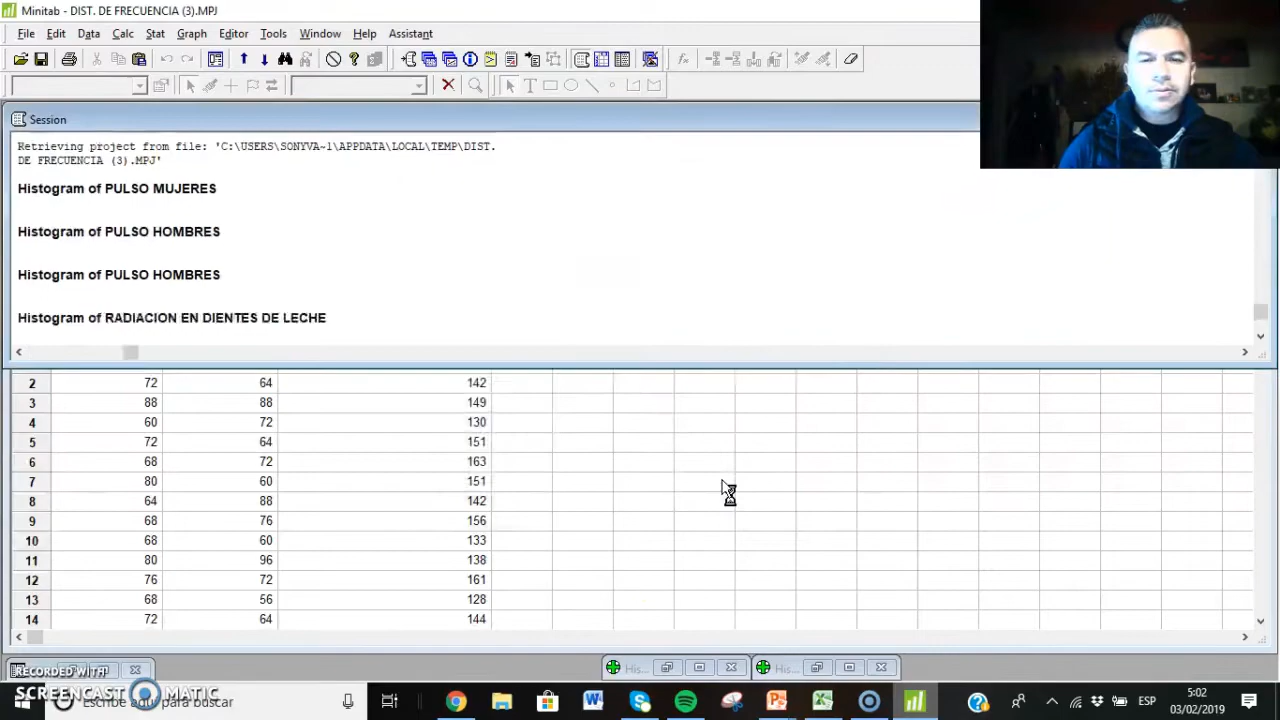 Minitab - DIST. DE FRECUENCIA (3).MPJ
File Edit Data Calc Stat Graph Editor Tools Window Help Assistant
Session
Retrieving project from file: 'C:\USERS\SONYVA~1\APPDATA\LOCAL\TEMP\DIST.
DE FRECUENCIA (3).MPJ'
Histogram of PULSO MUJERES
Histogram of PULSO HOMBRES
Histogram of PULSO HOMBRES
Histogram of RADIACION EN DIENTES DE LECHE
2 72 64 142
3 88 88 149
4 60 72 130
5 72 64 151
6 68 72 163
7 80 60 151
8 64 88 142
9 68 76 156
10 68 60 133
11 80 96 138
12 76 72 161
13 68 56 128
14 72 64 144
His... His...
RECORDED WITH
SCREENCAST MATIC
Escribe aquí para buscar
ESP
5:02
03/02/2019